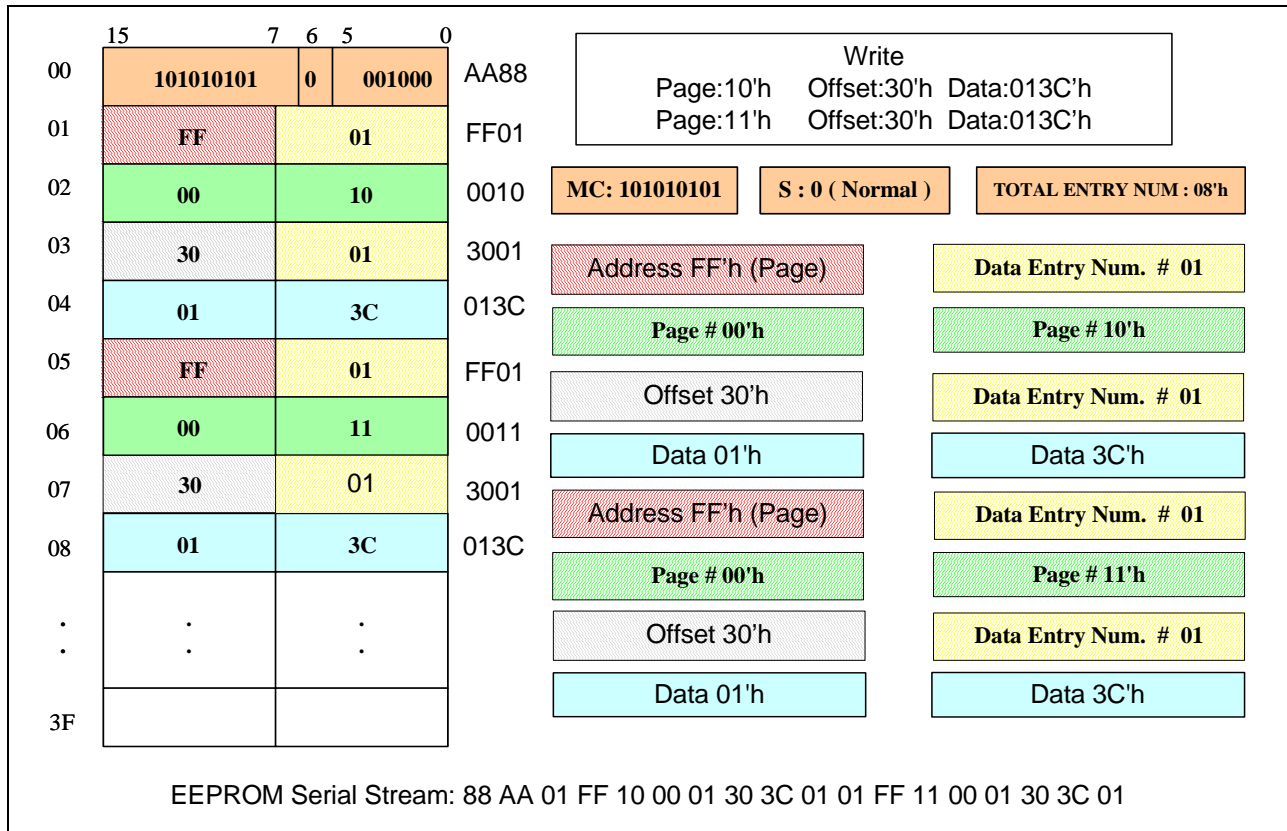 15 7 6 5 0
00 101010101 0 001000 AA88
01 FF 01 FF01
02 00 10 0010
03 30 01 3001
04 01 3C 013C
05 FF 01 FF01
06 00 11 0011
07 30 01 3001
08 01 3C 013C
. . .
. . .
3F
Write
Page:10'h Offset:30'h Data:013C'h
Page:11'h Offset:30'h Data:013C'h
MC: 101010101 S : 0 ( Normal ) TOTAL ENTRY NUM : 08'h
Address FF'h (Page) Data Entry Num. # 01
Page # 00'h Page # 10'h
Offset 30'h Data Entry Num. # 01
Data 01'h Data 3C'h
Address FF'h (Page) Data Entry Num. # 01
Page # 00'h Page # 11'h
Offset 30'h Data Entry Num. # 01
Data 01'h Data 3C'h
EEPROM Serial Stream: 88 AA 01 FF 10 00 01 30 3C 01 01 FF 11 00 01 30 3C 01